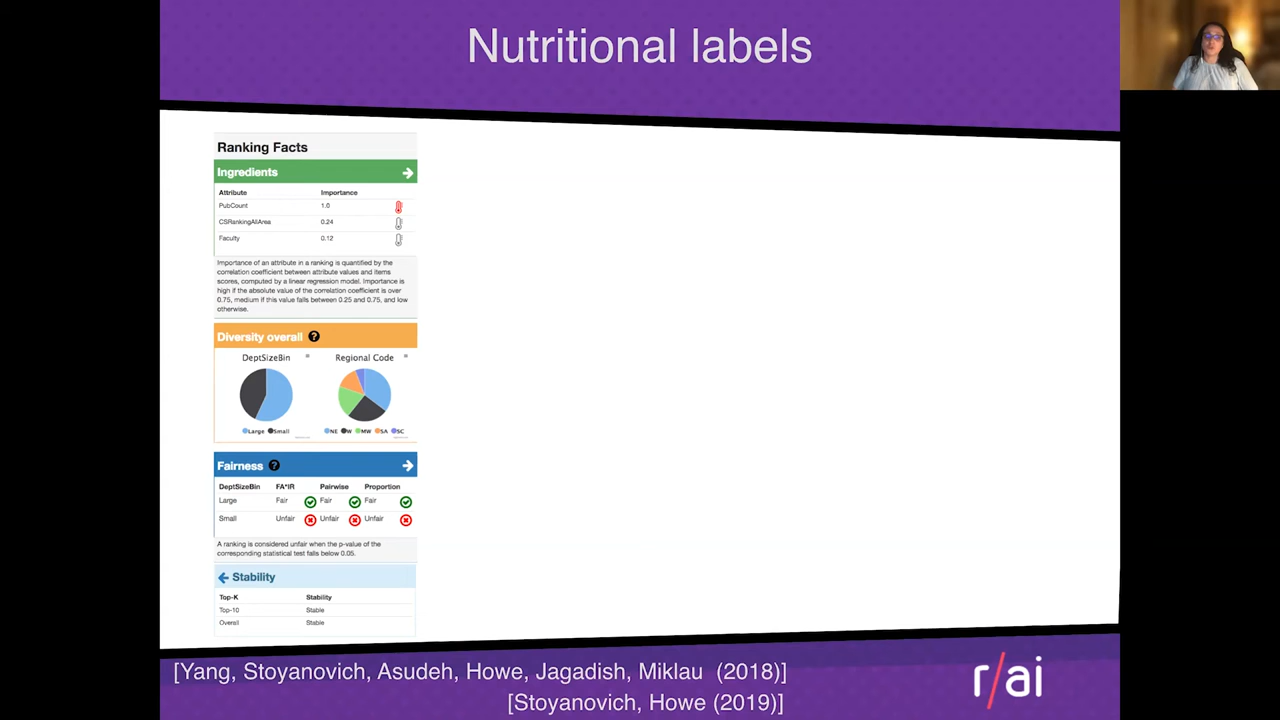 Nutritional labels
Ranking Facts
Ingredients
Attribute Importance
PubCount 1.0
CSRankingAllArea 0.24
Faculty 0.12
Importance of an attribute in a ranking is quantified by the
correlation coefficient between attribute values and items
scores, computed by a linear regression model. Importance is
high if the absolute value of the correlation coefficient is over
0.75, medium if this value falls between 0.25 and 0.75, and low
otherwise.
Diversity overall ?
DeptSizeBin Regional Code
Large Small NE W MW SA SC
Fairness ?
DeptSizeBin FA*IR Pairwise Proportion
Large Fair Fair Fair
Small Unfair Unfair Unfair
A ranking is considered unfair when the p-value of the
corresponding statistical test falls below 0.05.
Stability
Top-K Stability
Top-10 Stable
Overall Stable
[Yang, Stoyanovich, Asudeh, Howe, Jagadish, Miklau (2018)]
[Stoyanovich, Howe (2019)]
r/ai